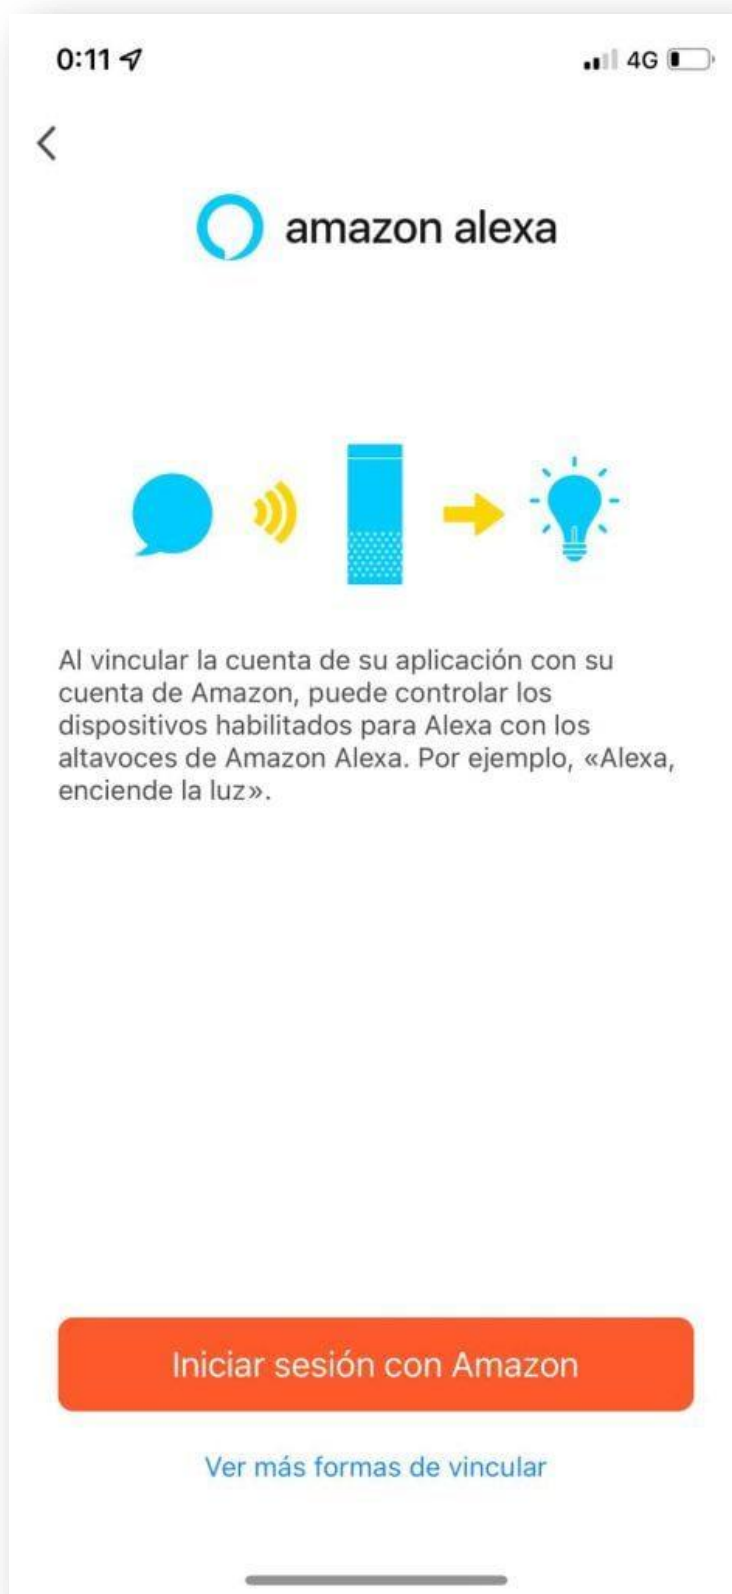 0:11
4G
amazon alexa
Al vincular la cuenta de su aplicación con su
cuenta de Amazon, puede controlar los
dispositivos habilitados para Alexa con los
altavoces de Amazon Alexa. Por ejemplo, «Alexa,
enciende la luz».
Iniciar sesión con Amazon
Ver más formas de vincular